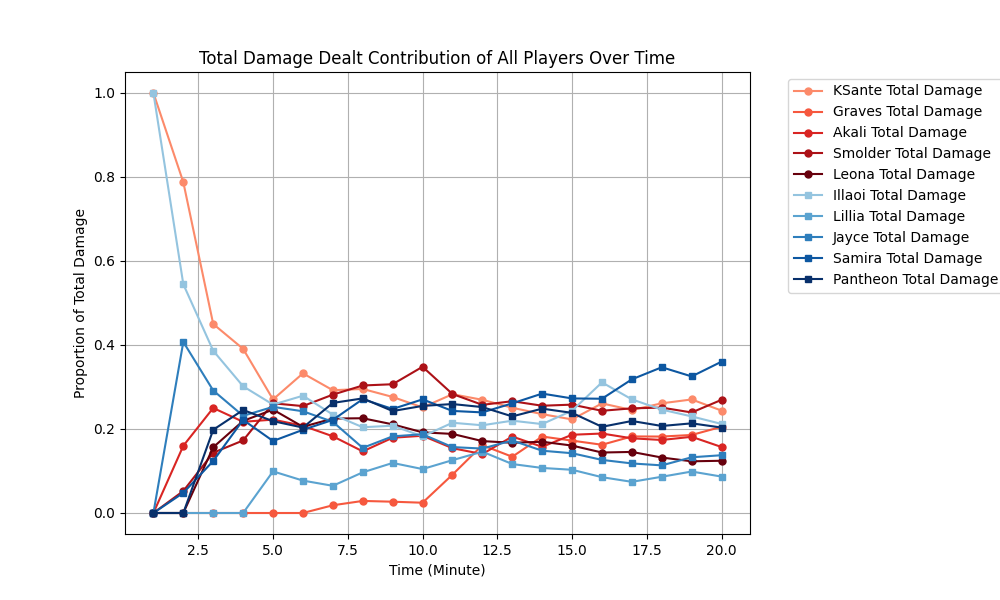 Total Damage Dealt Contribution of All Players Over Time
Proportion of Total Damage
1.0
0.8
0.6
0.4
0.2
0.0
2.5
5.0
7.5
10.0
12.5
15.0
17.5
20.0
Time (Minute)
KSante Total Damage
Graves Total Damage
Akali Total Damage
Smolder Total Damage
Leona Total Damage
Illaoi Total Damage
Lillia Total Damage
Jayce Total Damage
Samira Total Damage
Pantheon Total Damage